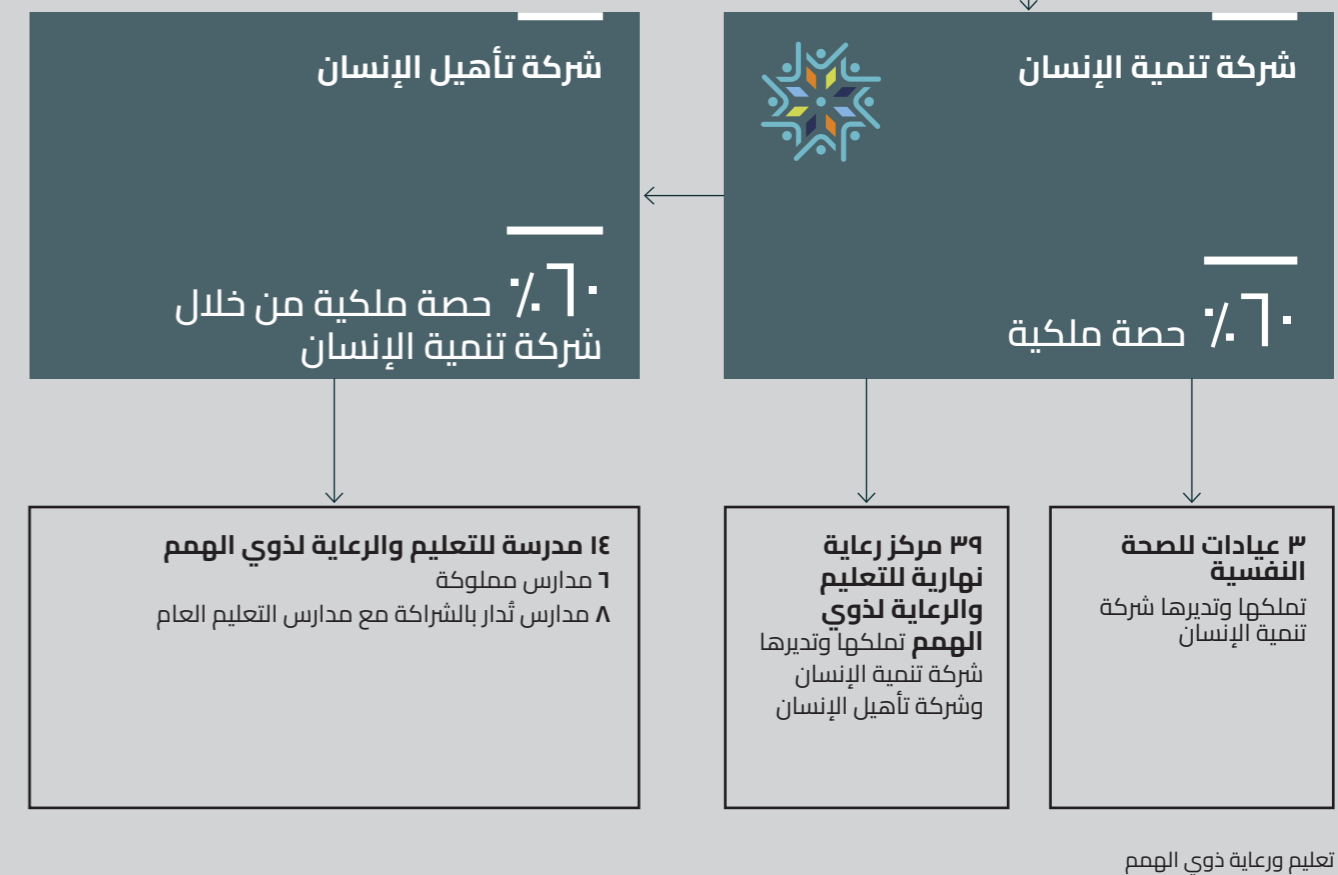 شركة تنمية الإنسان
٦٠٪ حصة ملكية
شركة تأهيل الإنسان
٦٠٪ حصة ملكية من خلال
شركة تنمية الإنسان
٣ عيادات للصحة
النفسية
تملكها وتديرها شركة
تنمية الإنسان
٣٩ مركز رعاية
نهارية للتعليم
والرعاية لذوي
الهمم تملكها وتديرها
شركة تنمية الإنسان
وشركة تأهيل الإنسان
١٤ مدرسة للتعليم والرعاية لذوي الهمم
٦ مدارس مملوكة
٨ مدارس تُدار بالشراكة مع مدارس التعليم العام
تعليم ورعاية ذوي الهمم